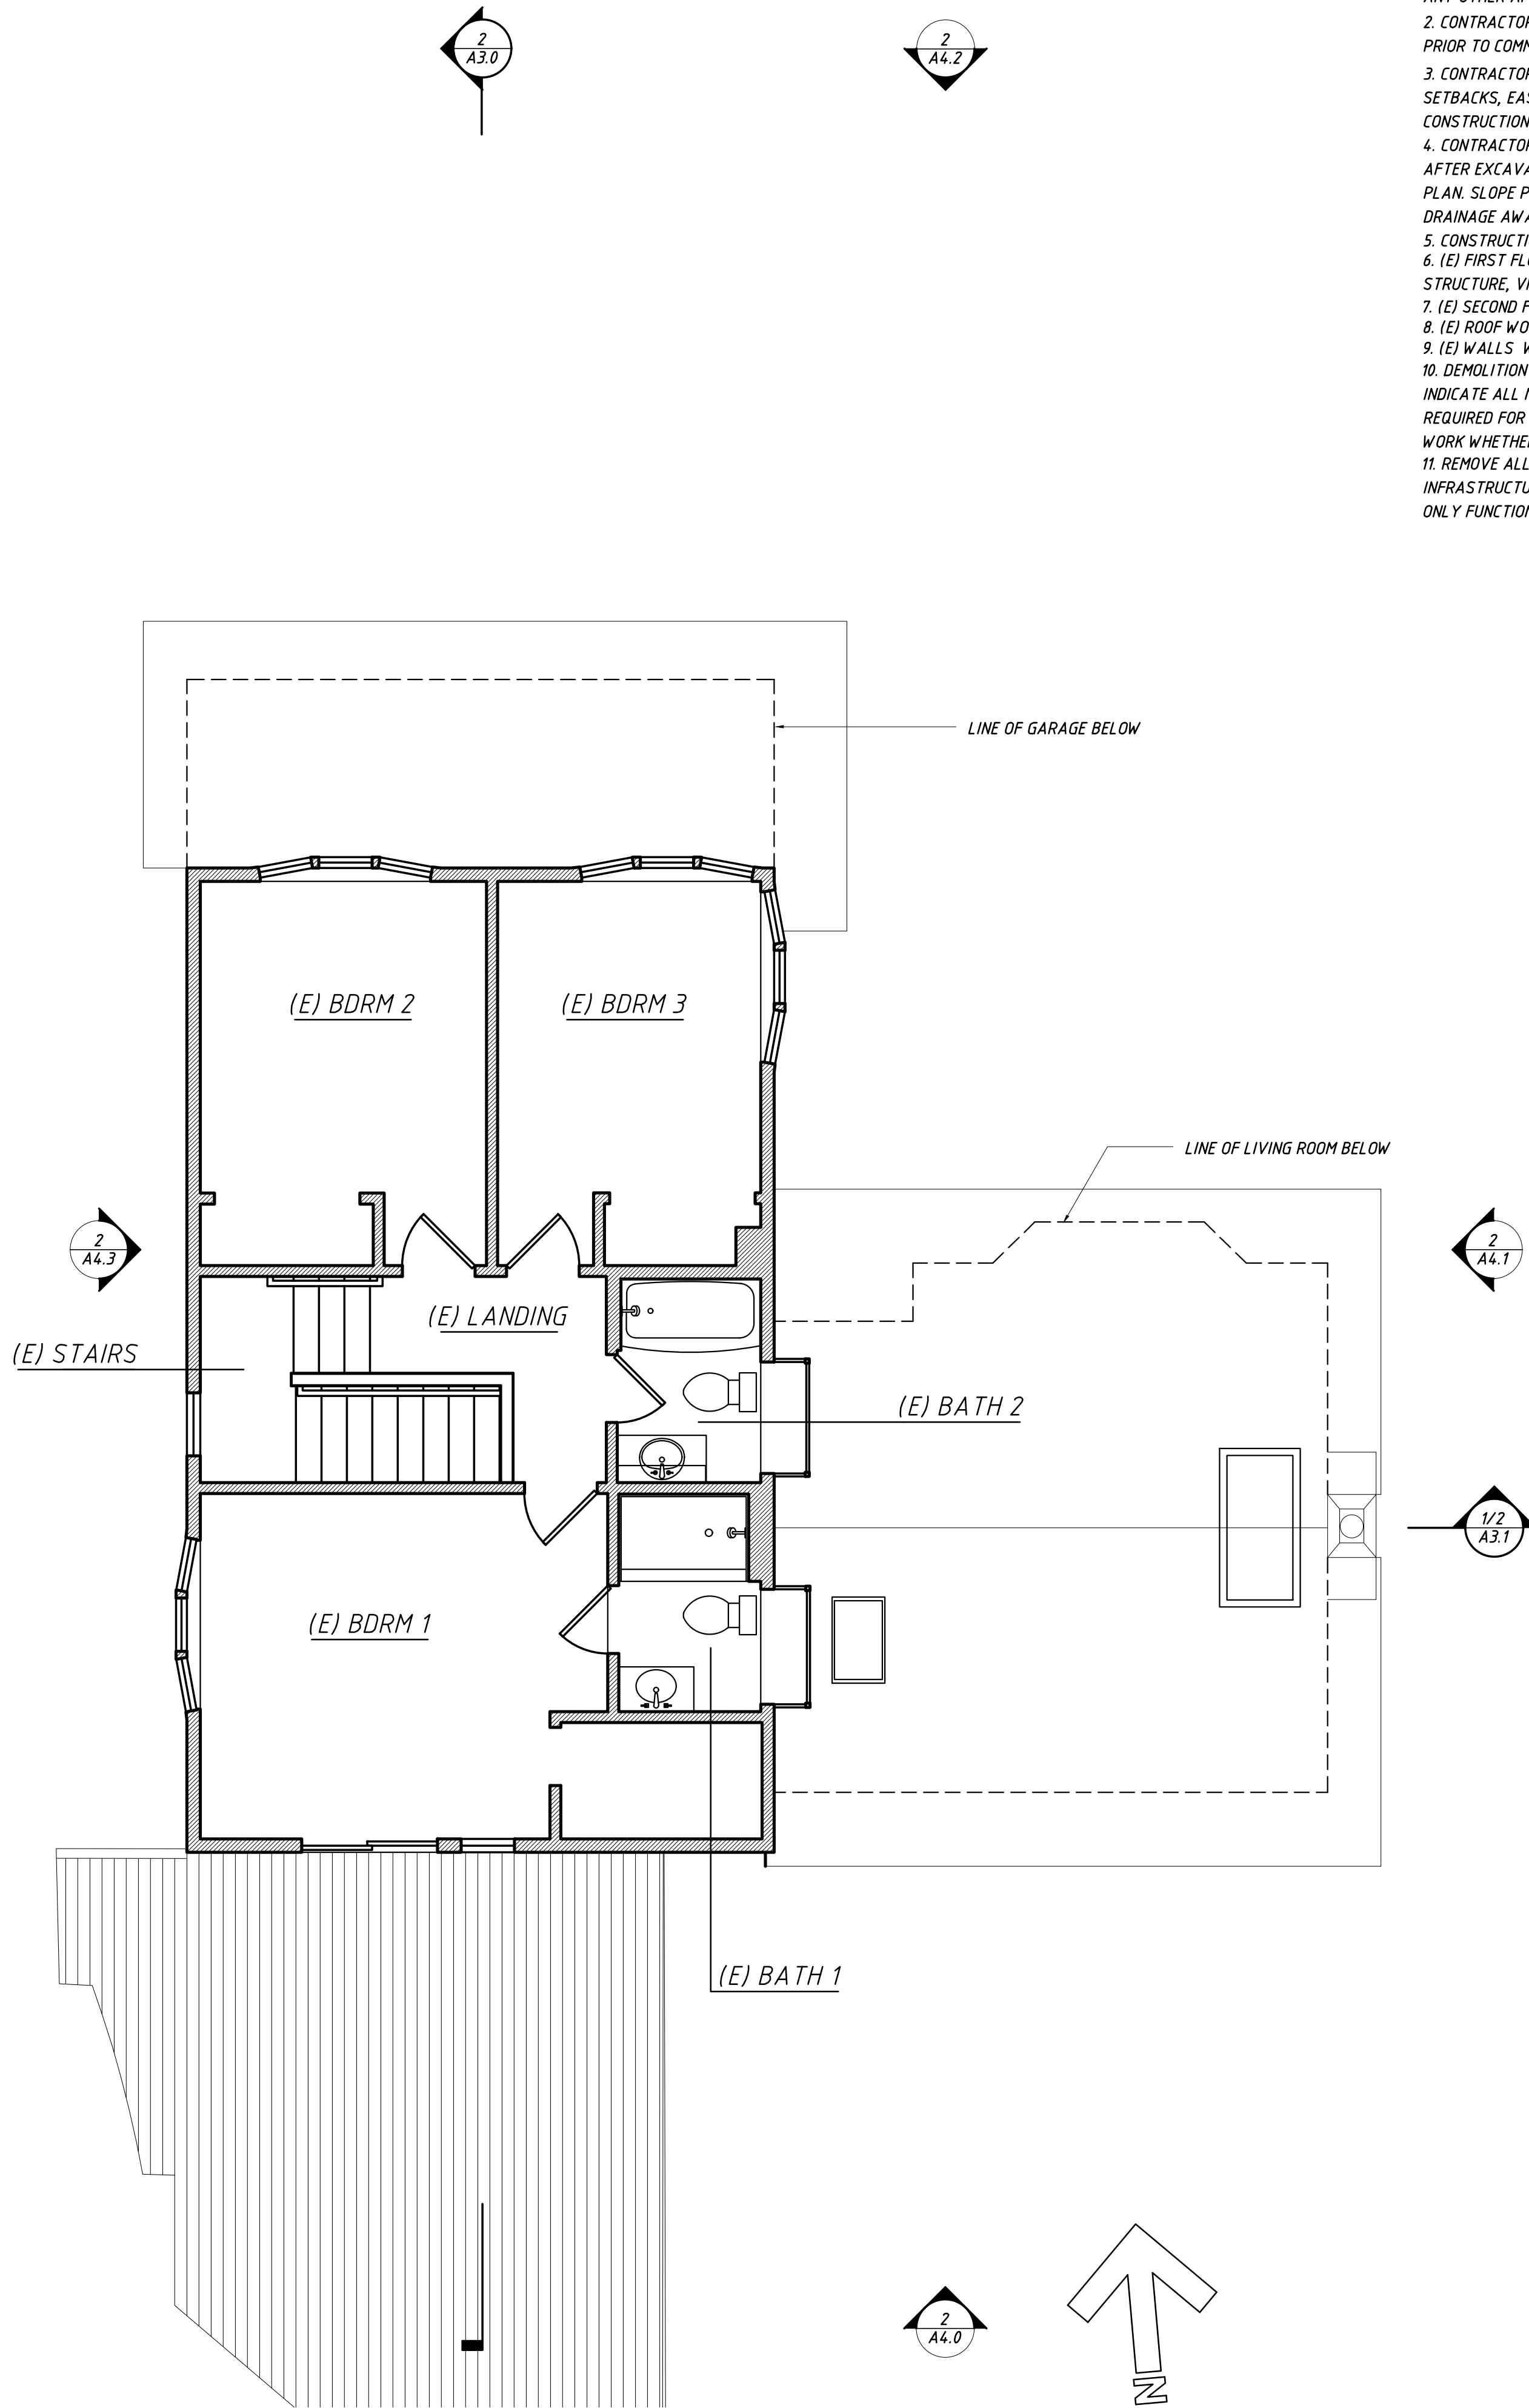 2
A3.0
2
A4.2
2. CONTRACTOR
PRIOR TO COMM
3. CONTRACTOR
SETBACKS, EAS
CONSTRUCTION
4. CONTRACTOR
AFTER EXCAVA
PLAN. SLOPE P
DRAINAGE AWA
5. CONSTRUCTI
6. (E) FIRST FLO
STRUCTURE, VI
7. (E) SECOND F
8. (E) ROOF WO
9. (E) WALLS W
10. DEMOLITION
INDICATE ALL
REQUIRED FOR
WORK WHETHER
11. REMOVE ALL
INFRASTRUCTU
ONLY FUNCTION
LINE OF GARAGE BELOW
(E) BDRM 2
(E) BDRM 3
LINE OF LIVING ROOM BELOW
2
A4.3
2
A4.1
(E) LANDING
(E) STAIRS
(E) BATH 2
1/2
A3.1
(E) BDRM 1
(E) BATH 1
2
A4.0
N